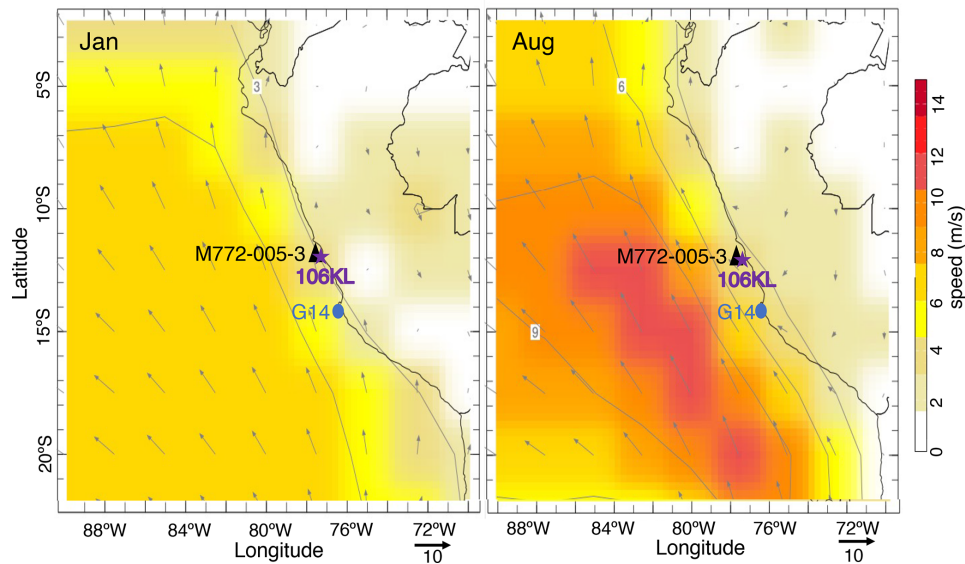 Jan
3
M772-005-3
106KL
G14
5°S
10°S
15°S
20°S
Latitude
88°W 84°W 80°W 76°W 72°W
Longitude
10
Aug
6
9
M772-005-3
106KL
G14
88°W 84°W 80°W 76°W 72°W
Longitude
10
0 2 4 6 8 10 12 14
speed (m/s)